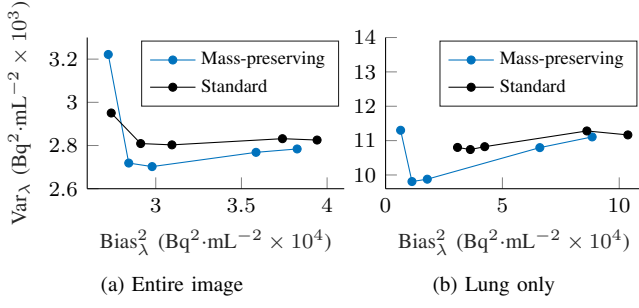 Var_λ (Bq²·mL⁻² × 10³)
3.2
3
2.8
2.6
3
4
Mass-preserving
Standard
Bias²_λ (Bq²·mL⁻² × 10⁴)
(a) Entire image
14
13
12
11
10
0
5
10
Mass-preserving
Standard
Bias²_λ (Bq²·mL⁻² × 10⁴)
(b) Lung only